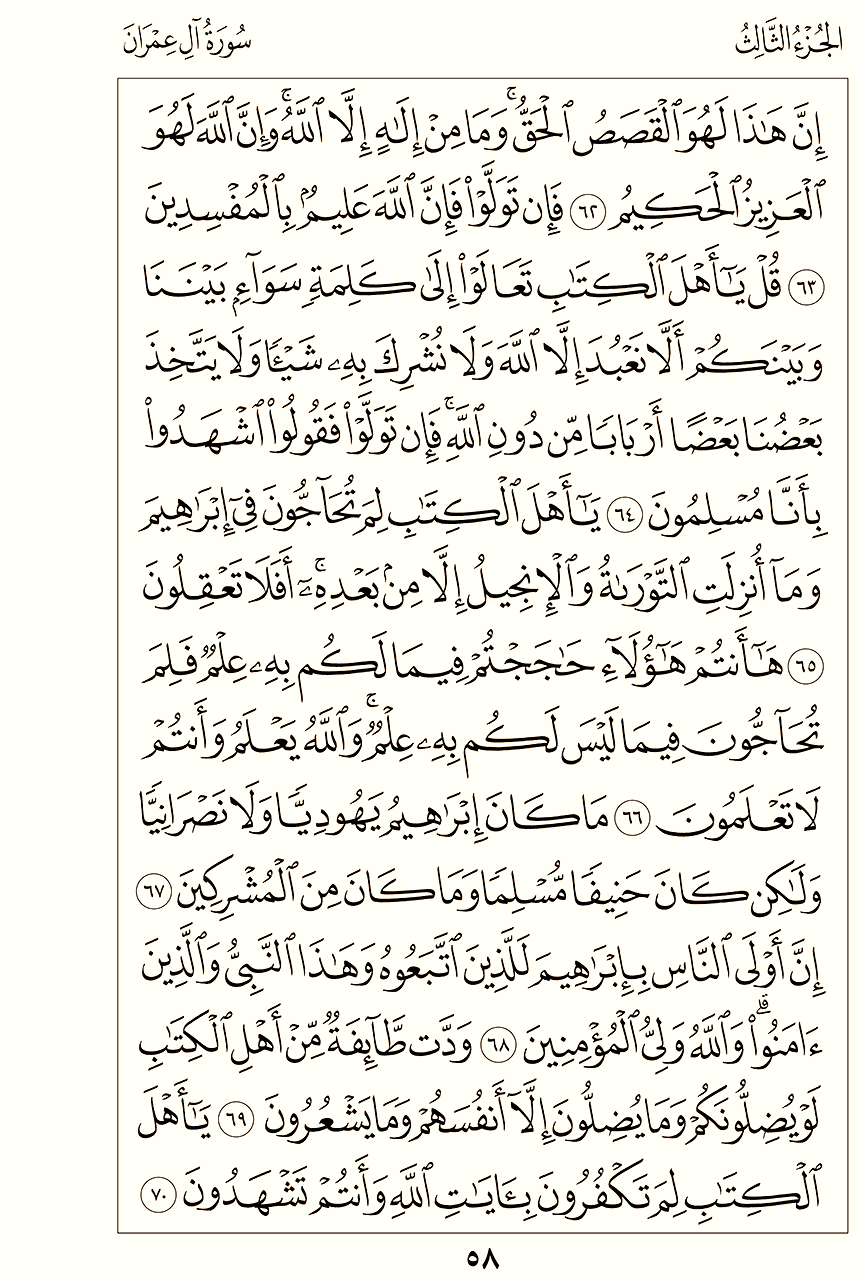 الجُزْءُ الثَّالِثُ
سُورَةُ آلِ عِمْرَانَ
إِنَّ هَٰذَا لَهُوَ ٱلْقَصَصُ ٱلْحَقُّ ۚ وَمَا مِنْ إِلَٰهٍ إِلَّا ٱللَّهُ ۚ وَإِنَّ ٱللَّهَ لَهُوَ
ٱلْعَزِيزُ ٱلْحَكِيمُ ٦٢ فَإِن تَوَلَّوْا۟ فَإِنَّ ٱللَّهَ عَلِيمٌۢ بِٱلْمُفْسِدِينَ
٦٣ قُلْ يَٰٓأَهْلَ ٱلْكِتَٰبِ تَعَالَوْا۟ إِلَىٰ كَلِمَةٍ سَوَآءٍۭ بَيْنَنَا
وَبَيْنَكُمْ أَلَّا نَعْبُدَ إِلَّا ٱللَّهَ وَلَا نُشْرِكَ بِهِۦ شَيْـًٔا وَلَا يَتَّخِذَ
بَعْضُنَا بَعْضًا أَرْبَابًا مِّن دُونِ ٱللَّهِ ۚ فَإِن تَوَلَّوْا۟ فَقُولُوا۟ ٱشْهَدُوا۟
بِأَنَّا مُسْلِمُونَ ٦٤ يَٰٓأَهْلَ ٱلْكِتَٰبِ لِمَ تُحَآجُّونَ فِىٓ إِبْرَٰهِيمَ
وَمَآ أُنزِلَتِ ٱلتَّوْرَىٰةُ وَٱلْإِنجِيلُ إِلَّا مِنۢ بَعْدِهِۦٓ ۚ أَفَلَا تَعْقِلُونَ
٦٥ هَٰٓأَنتُمْ هَٰٓؤُلَآءِ حَٰجَجْتُمْ فِيمَا لَكُم بِهِۦ عِلْمٌ فَلِمَ
تُحَآجُّونَ فِيمَا لَيْسَ لَكُم بِهِۦ عِلْمٌ ۚ وَٱللَّهُ يَعْلَمُ وَأَنتُمْ
لَا تَعْلَمُونَ ٦٦ مَا كَانَ إِبْرَٰهِيمُ يَهُودِيًّا وَلَا نَصْرَانِيًّا
وَلَٰكِن كَانَ حَنِيفًا مُّسْلِمًا وَمَا كَانَ مِنَ ٱلْمُشْرِكِينَ ٦٧
إِنَّ أَوْلَى ٱلنَّاسِ بِإِبْرَٰهِيمَ لَلَّذِينَ ٱتَّبَعُوهُ وَهَٰذَا ٱلنَّبِىُّ وَٱلَّذِينَ
ءَامَنُوا۟ ۗ وَٱللَّهُ وَلِىُّ ٱلْمُؤْمِنِينَ ٦٨ وَدَّت طَّآئِفَةٌ مِّنْ أَهْلِ ٱلْكِتَٰبِ
لَوْ يُضِلُّونَكُمْ وَمَا يُضِلُّونَ إِلَّآ أَنفُسَهُمْ وَمَا يَشْعُرُونَ ٦٩ يَٰٓأَهْلَ
ٱلْكِتَٰبِ لِمَ تَكْفُرُونَ بِـَٔايَٰتِ ٱللَّهِ وَأَنتُمْ تَشْهَدُونَ ٧٠
٥٨